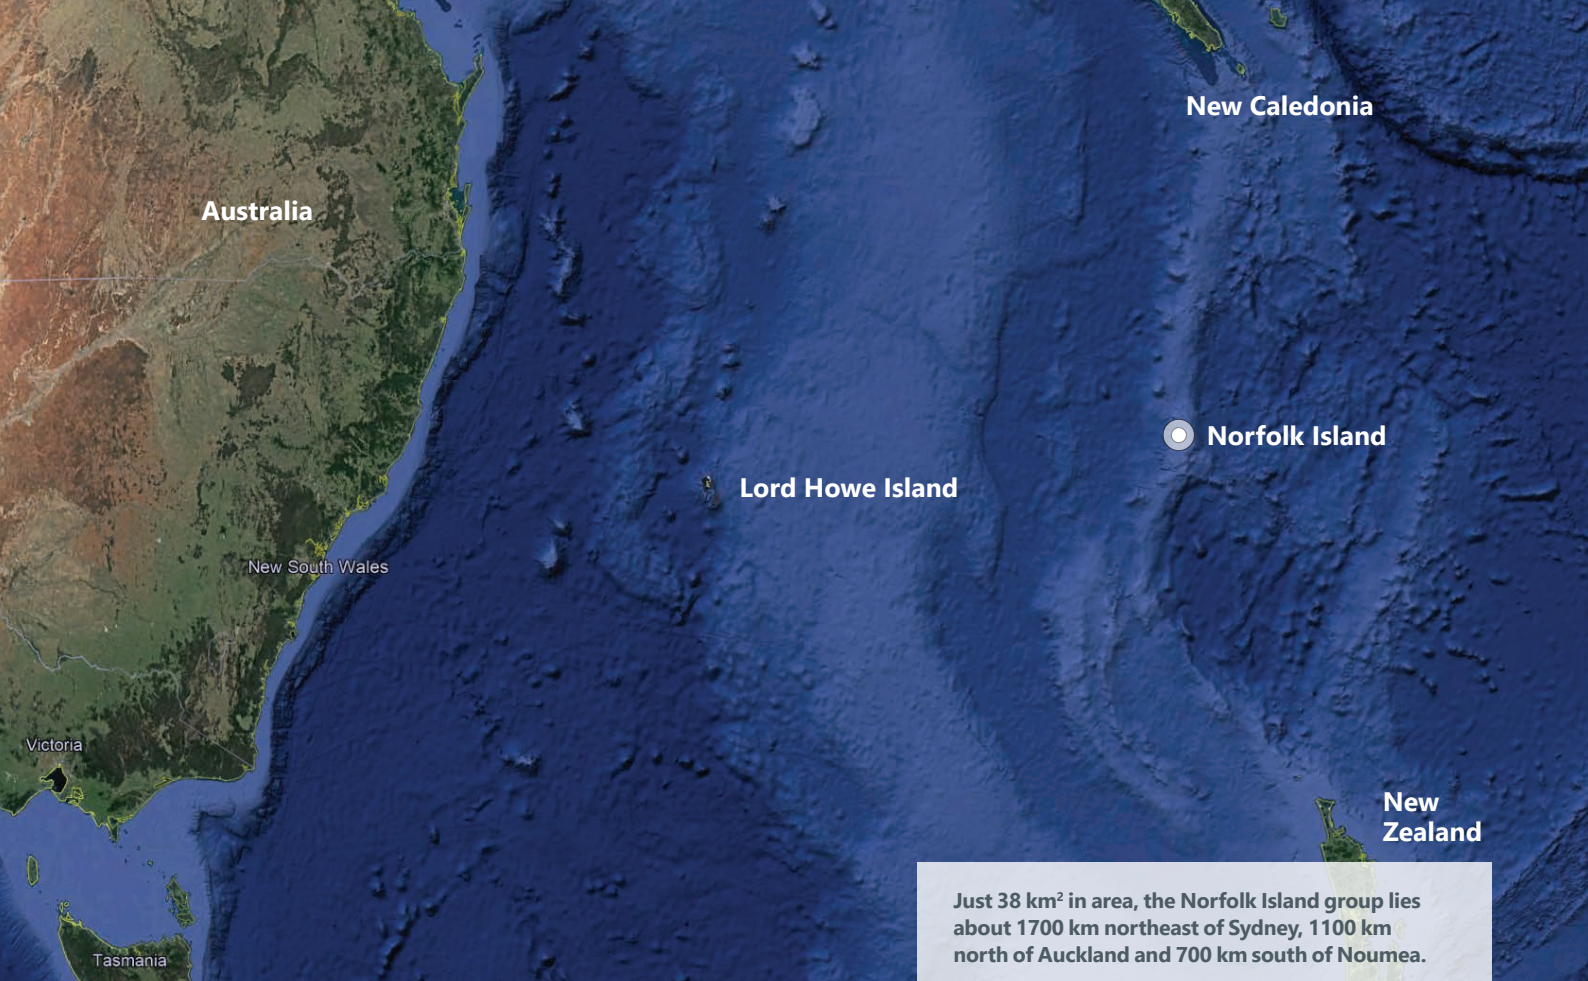 New Caledonia
Australia
Norfolk Island
Lord Howe Island
New South Wales
Victoria
New
Zealand
Just 38 km² in area, the Norfolk Island group lies
about 1700 km northeast of Sydney, 1100 km
north of Auckland and 700 km south of Noumea.
Tasmania